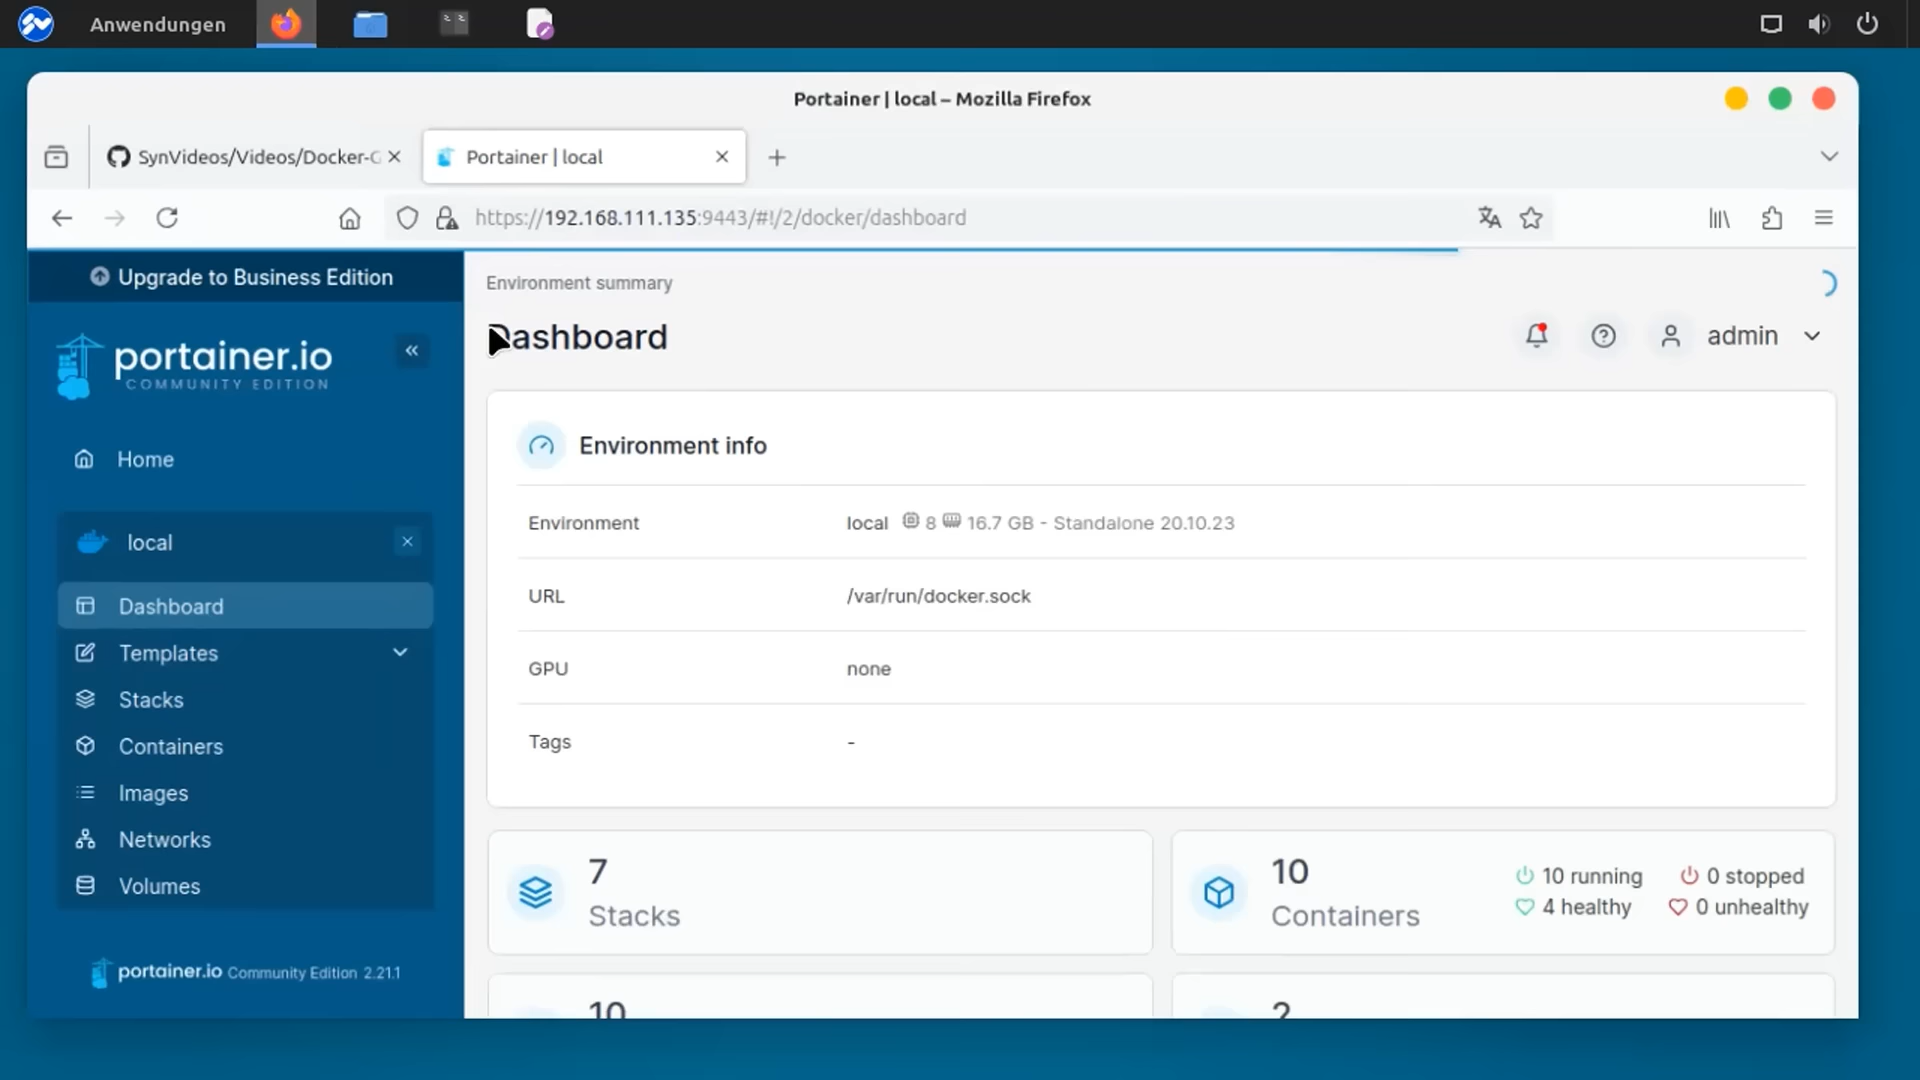 Anwendungen
Portainer | local – Mozilla Firefox
SynVideos/Videos/Docker-G
Portainer | local
https://192.168.111.135:9443/#!/2/docker/dashboard
Upgrade to Business Edition
portainer.io
COMMUNITY EDITION
Home
local
Dashboard
Templates
Stacks
Containers
Images
Networks
Volumes
portainer.io Community Edition 2.21.1
Environment summary
Dashboard
admin
Environment info
Environment local 8 16.7 GB - Standalone 20.10.23
URL /var/run/docker.sock
GPU none
Tags -
7
Stacks
10
Containers
10 running 0 stopped
4 healthy 0 unhealthy
10
2